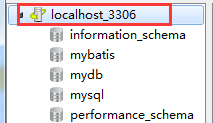 localhost_3306
information_schema
mybatis
mydb
mysql
performance_schema